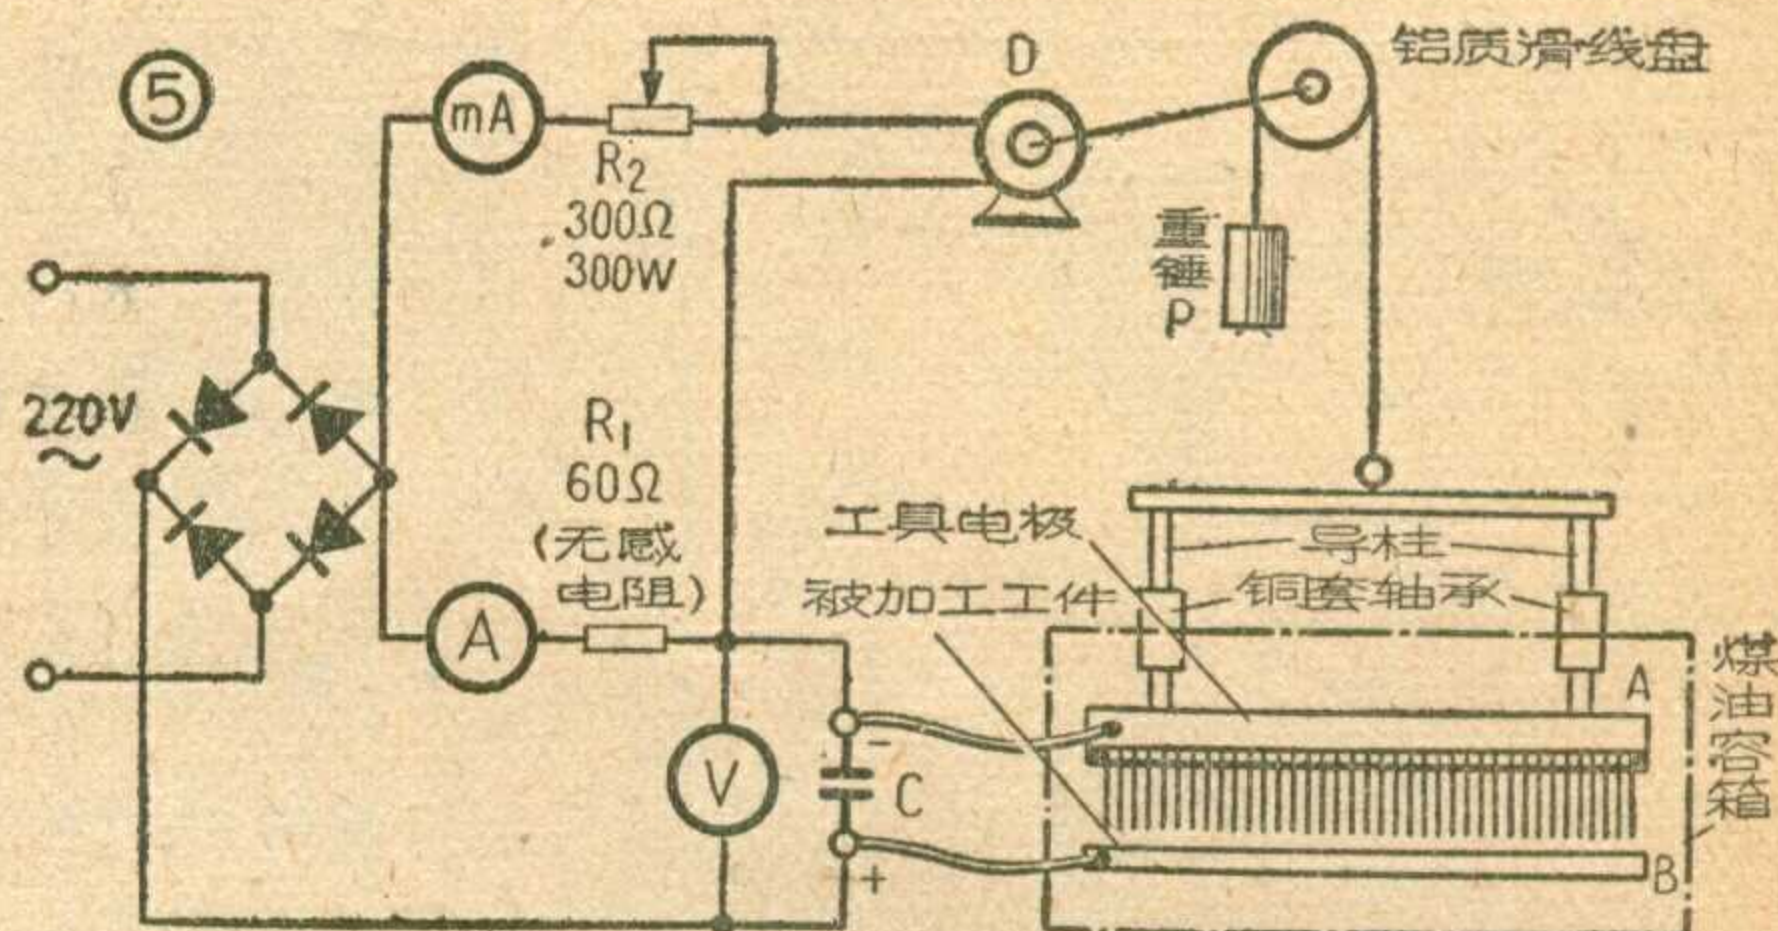 ⑤
mA
R₂
300Ω
300W
D
铝质滑线盘
重
锤
P
220V
~
R₁
60Ω
(无感
电阻)
A
V
-
C
+
工具电极
被加工工件
导柱
铜套轴承
A
B
煤
油
容
箱